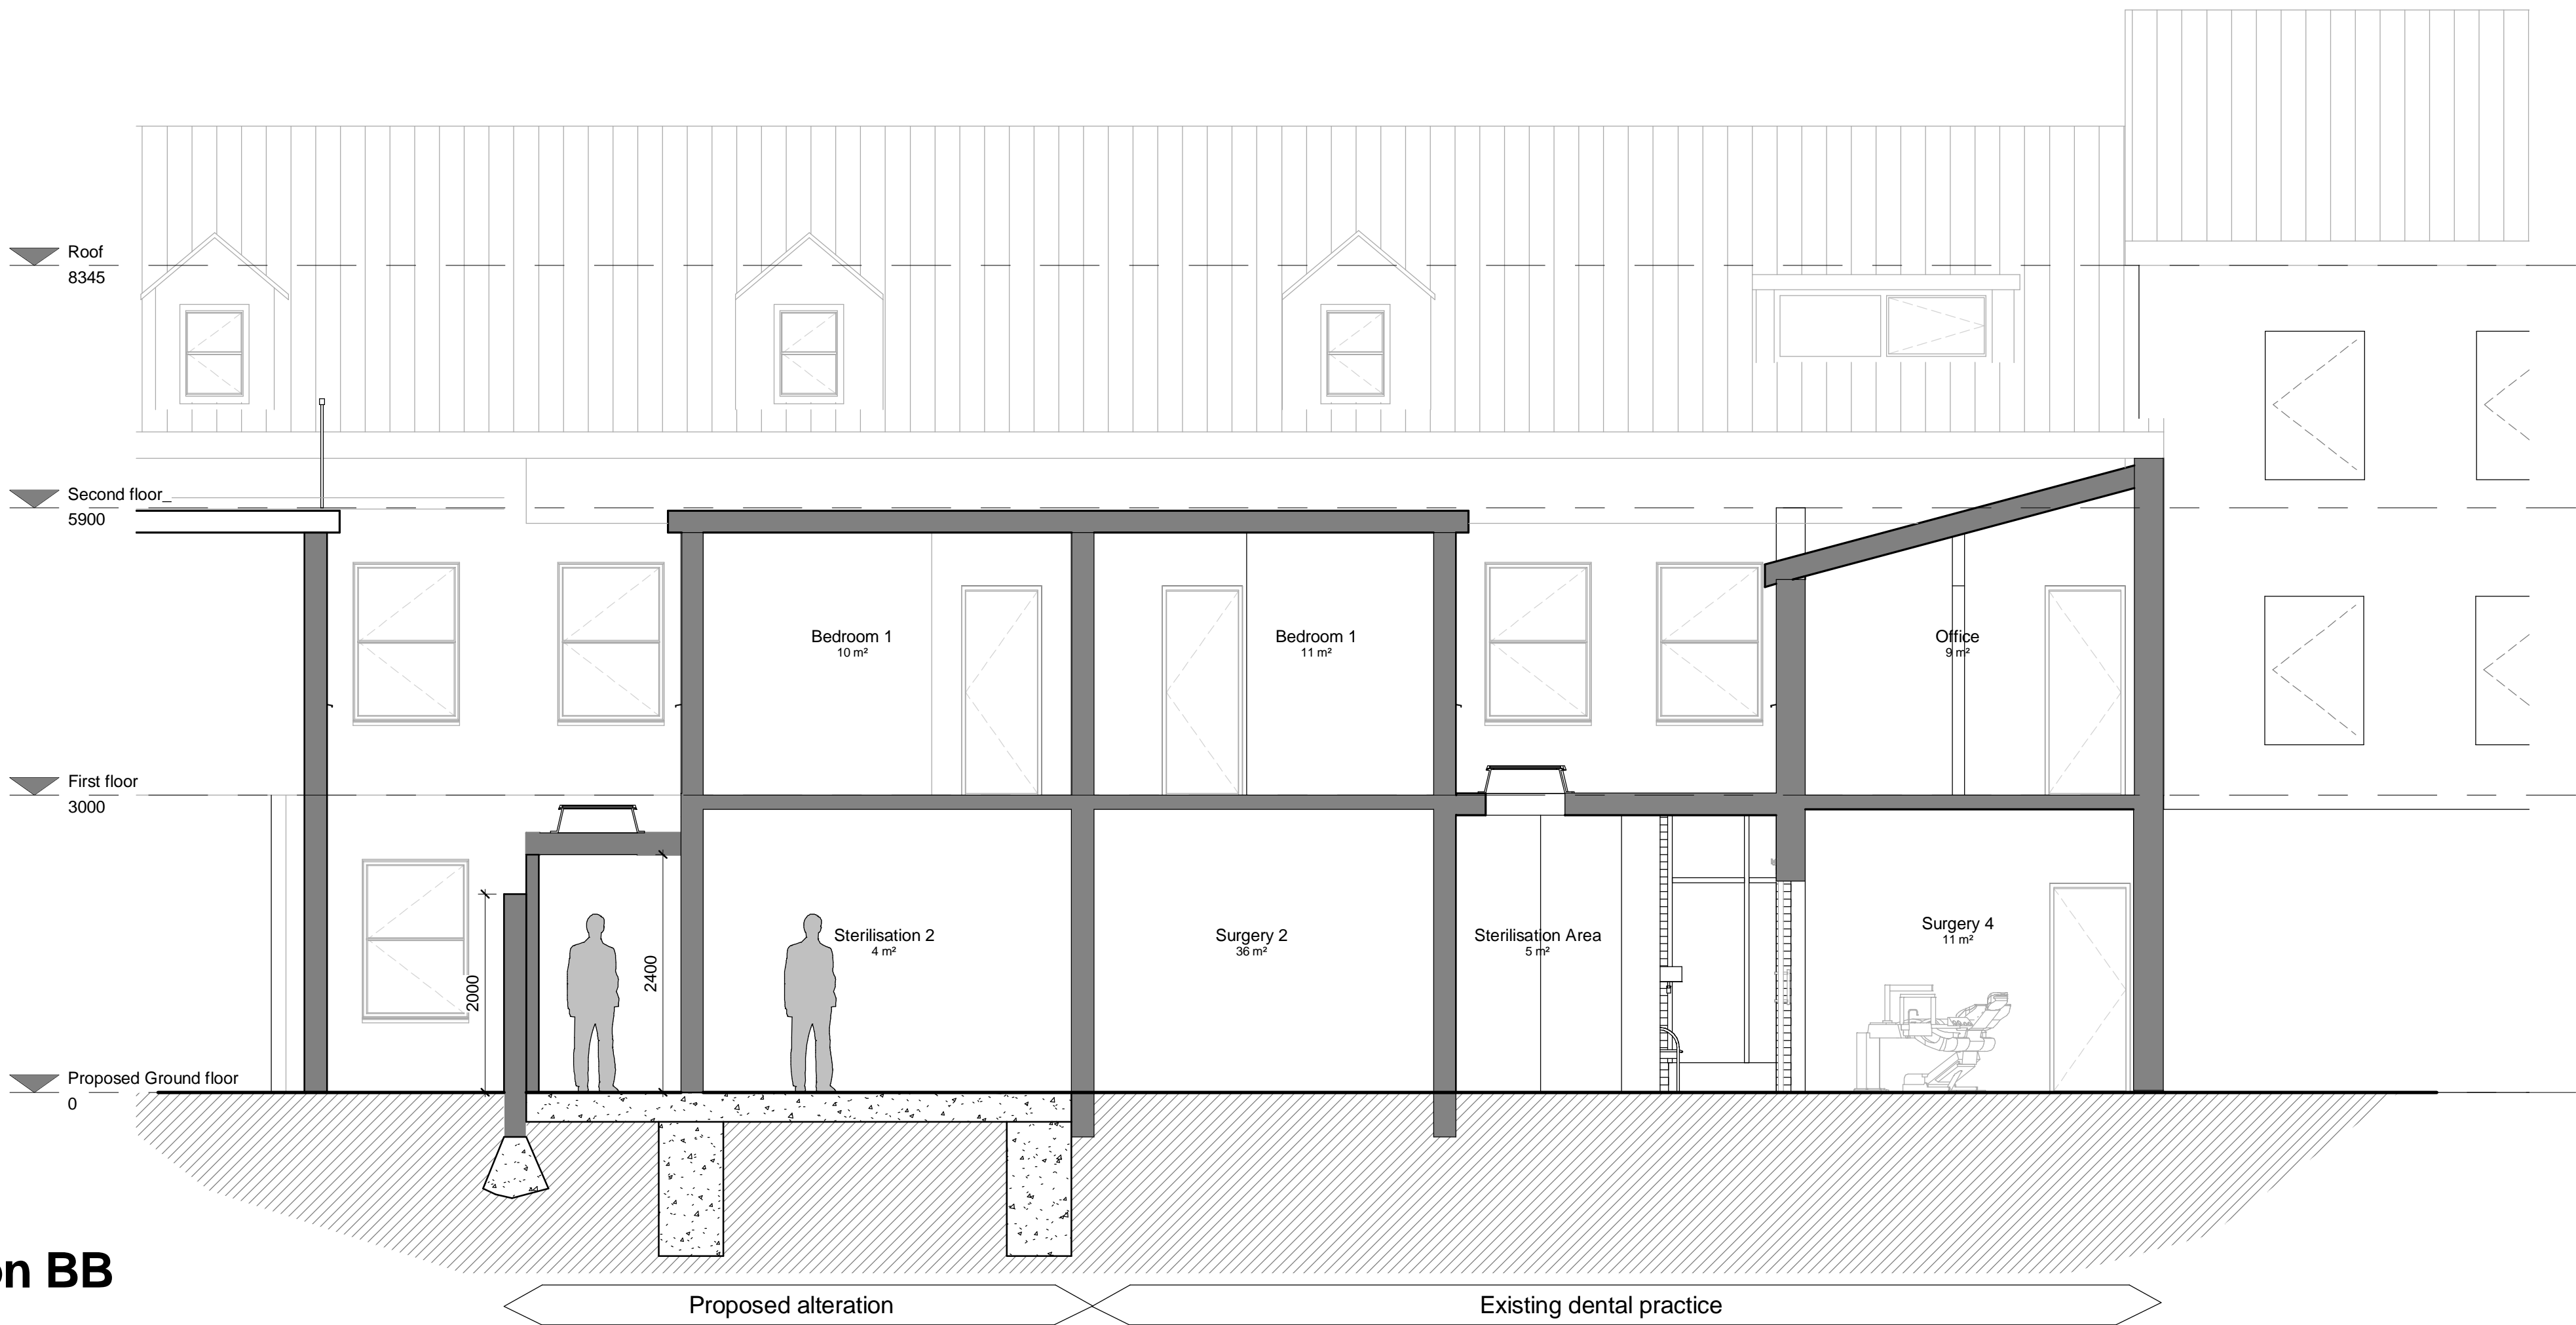 Roof
8345
Second floor_
5900
Bedroom 1
10 m²
Bedroom 1
11 m²
Office
9 m²
First floor
3000
2000
2400
Sterilisation 2
4 m²
Surgery 2
36 m²
Sterilisation Area
5 m²
Surgery 4
11 m²
Proposed Ground floor
0
on BB
Proposed alteration
Existing dental practice